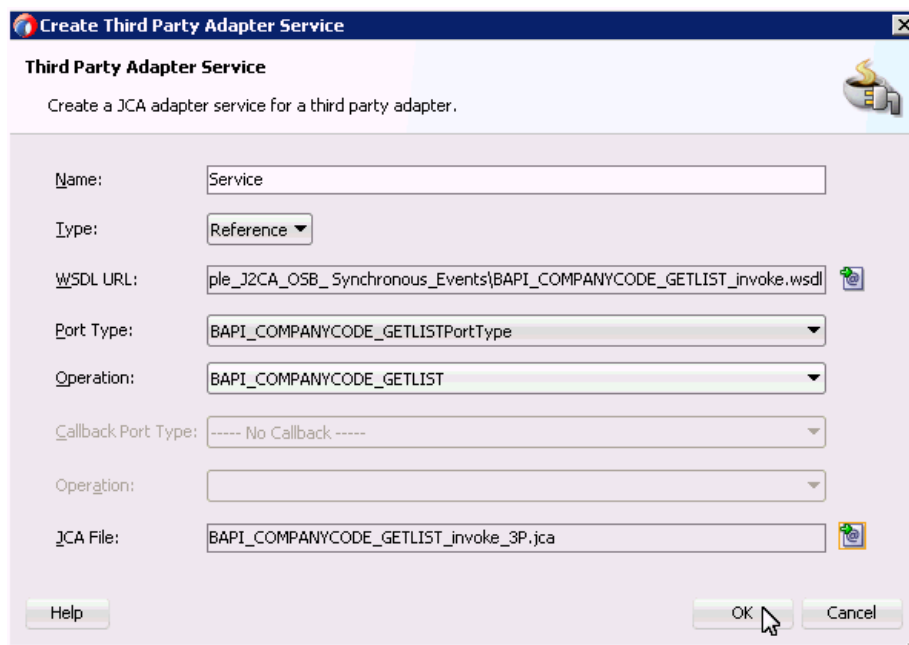 Create Third Party Adapter Service
Third Party Adapter Service
Create a JCA adapter service for a third party adapter.
Name: Service
Type: Reference
WSDL URL: ple_J2CA_OSB_ Synchronous_Events\BAPI_COMPANYCODE_GETLIST_invoke.wsdl
Port Type: BAPI_COMPANYCODE_GETLISTPortType
Operation: BAPI_COMPANYCODE_GETLIST
Callback Port Type: ----- No Callback -----
Operation:
JCA File: BAPI_COMPANYCODE_GETLIST_invoke_3P.jca
Help OK Cancel